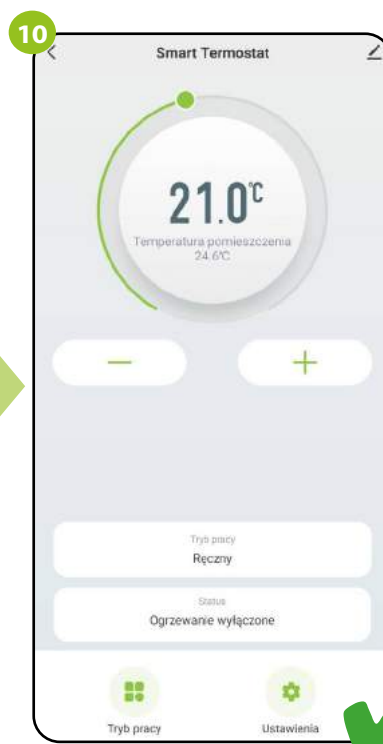 10
Smart Termostat
21.0°C
Temperatura pomieszczenia
24.6°C
Tryb pracy
Ręczny
Status
Ogrzewanie wyłączone
Tryb pracy Ustawienia